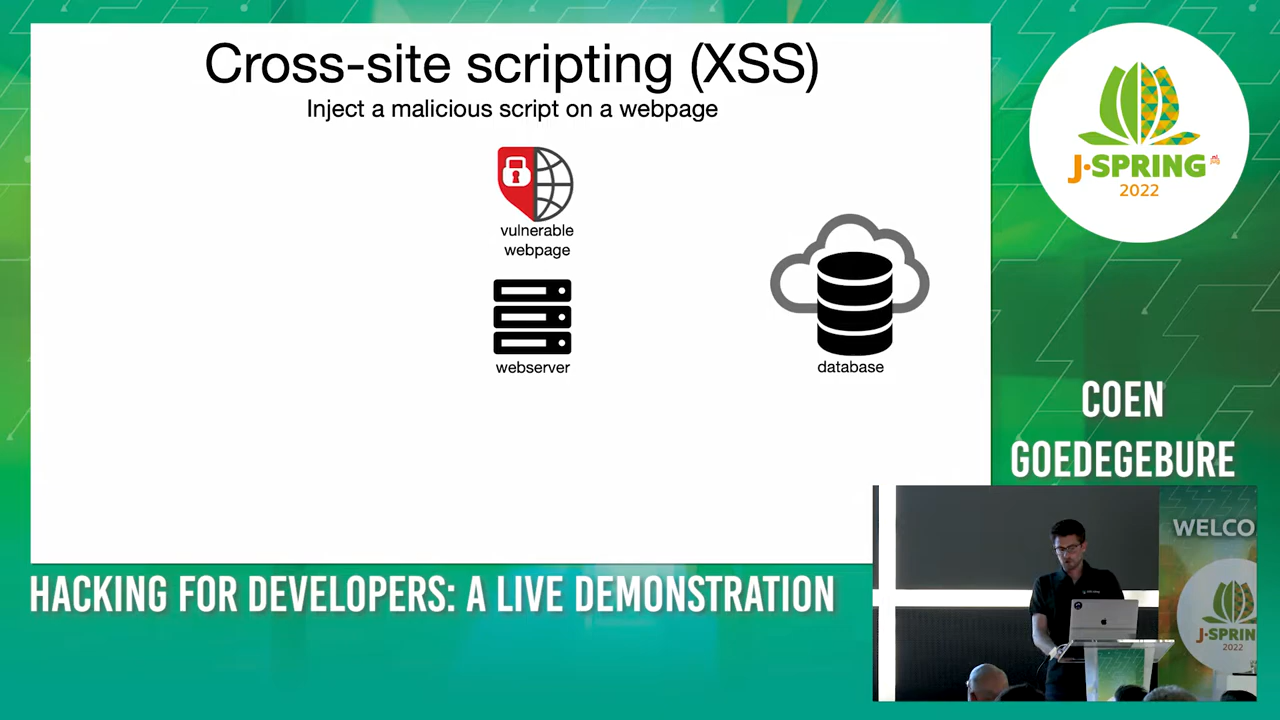 Cross-site scripting (XSS)
Inject a malicious script on a webpage
vulnerable
webpage
webserver
database
J-SPRING
2022
COEN
GOEDEGEBURE
HACKING FOR DEVELOPERS: A LIVE DEMONSTRATION
WELCO
J-SPRIN
2022